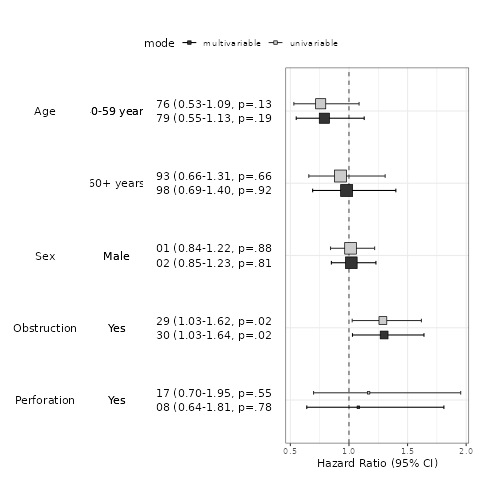 mode multivariable univariable
Age 0-59 year 76 (0.53-1.09, p=.13
79 (0.55-1.13, p=.19
60+ years 93 (0.66-1.31, p=.66
98 (0.69-1.40, p=.92
Sex Male 01 (0.84-1.22, p=.88
02 (0.85-1.23, p=.81
Obstruction Yes 29 (1.03-1.62, p=.02
30 (1.03-1.64, p=.02
Perforation Yes 17 (0.70-1.95, p=.55
08 (0.64-1.81, p=.78
0.5 1.0 1.5 2.0
Hazard Ratio (95% CI)